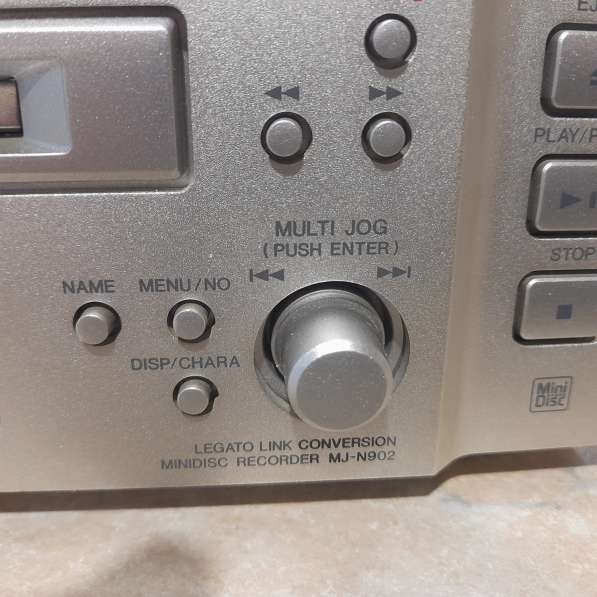 EJ
PLAY/P
MULTI JOG
(PUSH ENTER)
STOP
NAME MENU/NO
DISP/CHARA
Mini
Disc
LEGATO LINK CONVERSION
MINIDISC RECORDER MJ-N902